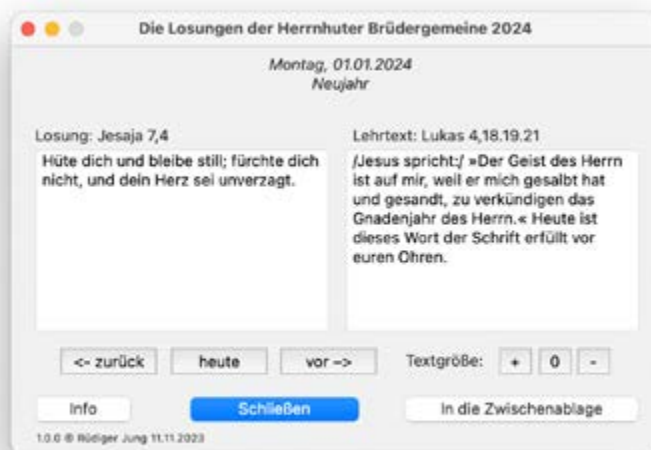 Die Losungen der Herrnhuter Brüdergemeine 2024
Montag, 01.01.2024
Neujahr
Losung: Jesaja 7,4
Hüte dich und bleibe still; fürchte dich
nicht, und dein Herz sei unverzagt.
Lehrtext: Lukas 4,18.19.21
/Jesus spricht:/ »Der Geist des Herrn
ist auf mir, weil er mich gesalbt hat
und gesandt, zu verkündigen das
Gnadenjahr des Herrn.« Heute ist
dieses Wort der Schrift erfüllt vor
euren Ohren.
<- zurück heute vor -> Textgröße: + 0 -
Info Schließen In die Zwischenablage
1.0.0 © Rüdiger Jung 11.11.2023